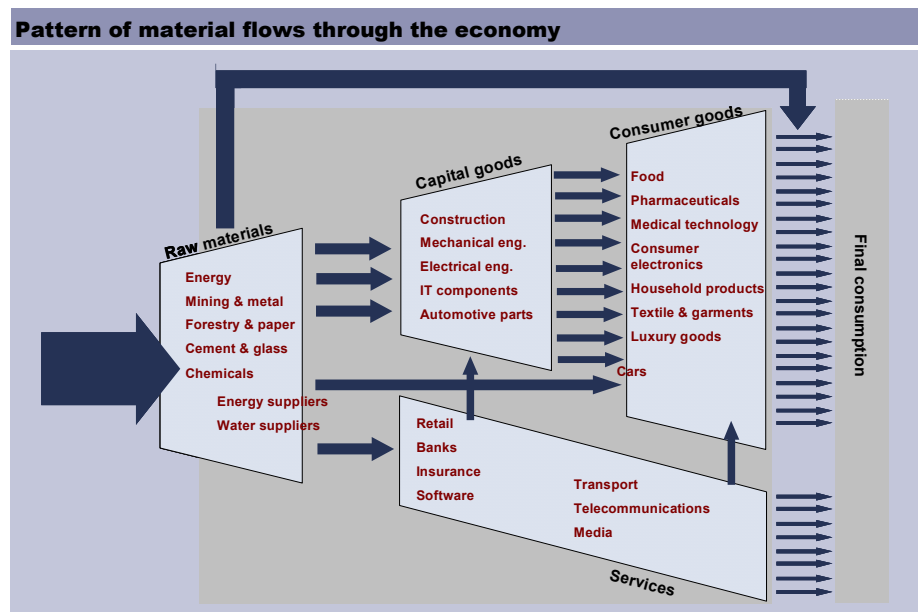 Pattern of material flows through the economy
Raw materials
Energy
Mining & metal
Forestry & paper
Cement & glass
Chemicals
Energy suppliers
Water suppliers
Capital goods
Construction
Mechanical eng.
Electrical eng.
IT components
Automotive parts
Consumer goods
Food
Pharmaceuticals
Medical technology
Consumer
electronics
Household products
Textile & garments
Luxury goods
Cars
Retail
Banks
Insurance
Software
Transport
Telecommunications
Media
Services
Final consumption